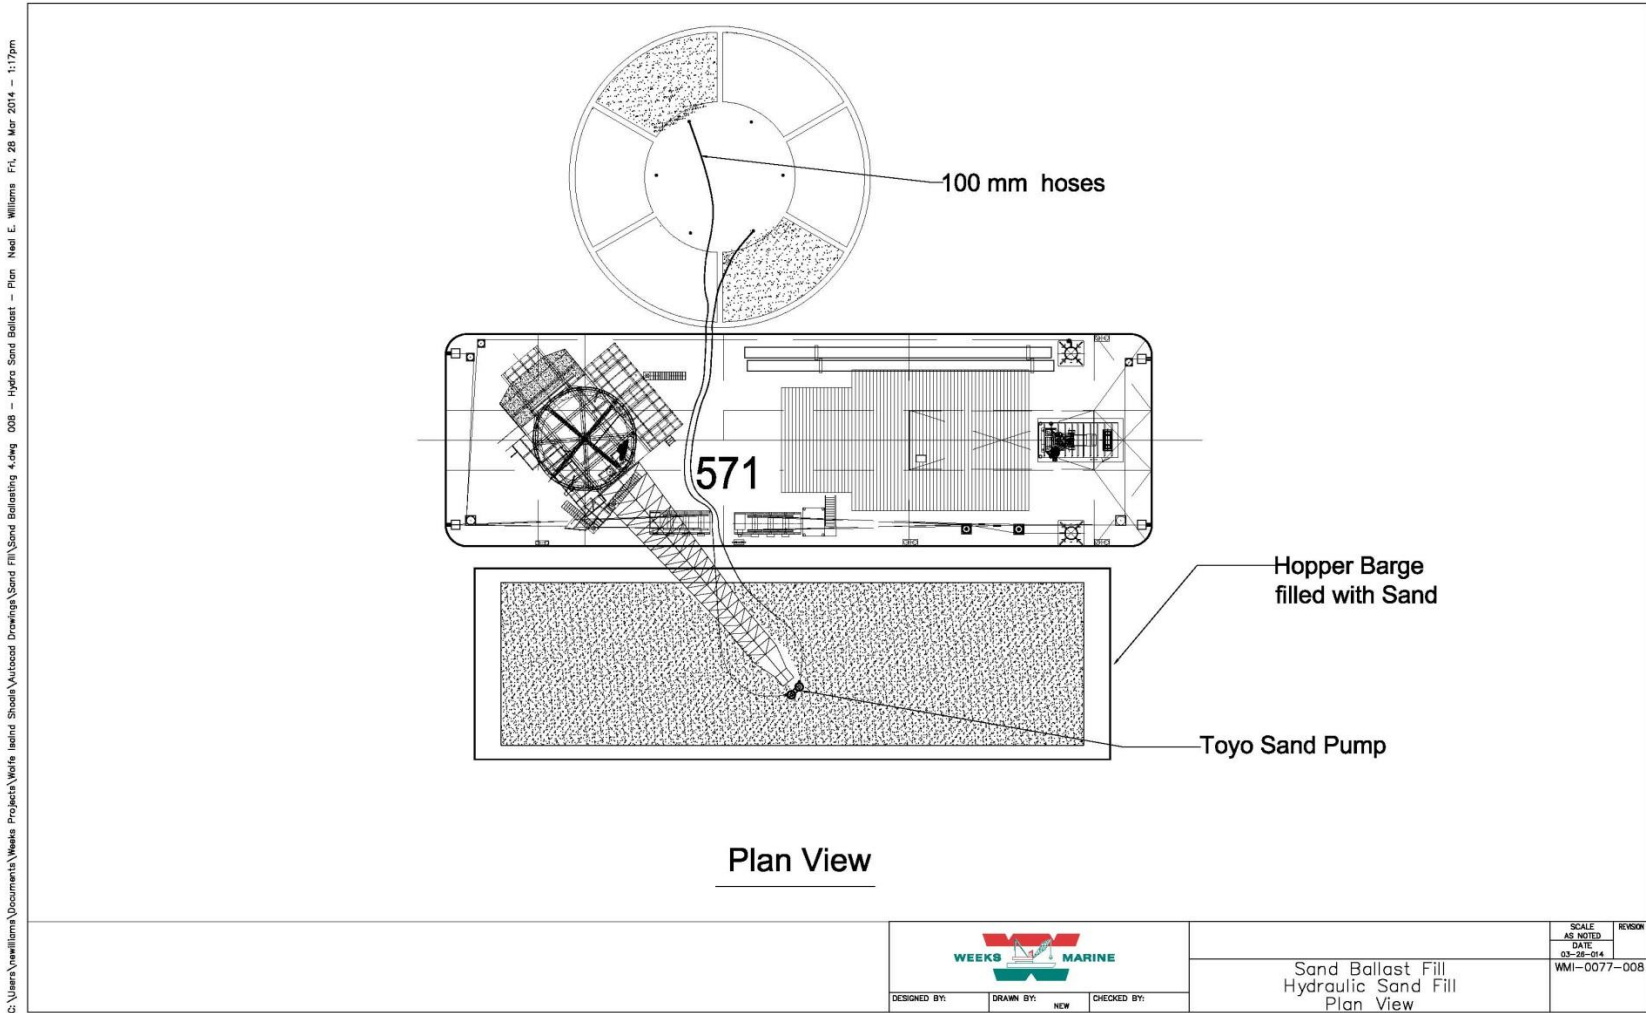 100 mm hoses
571
Hopper Barge
filled with Sand
Toyo Sand Pump
Plan View
WEEKS MARINE
DESIGNED BY:
DRAWN BY:
NEW
CHECKED BY:
Sand Ballast Fill
Hydraulic Sand Fill
Plan View
SCALE
AS NOTED
REVISION
DATE
03-28-014
WMI-0077-008
C:\Users\newilliams\Documents\Weeks Projects\Wolfe Isalnd Shoals\Autocad Drawings\Sand Fill\Sand Ballasting 4.dwg 008 - Hydra Sand Ballast - Plan Neal E. Williams Fri, 28 Mar 2014 - 1:17pm